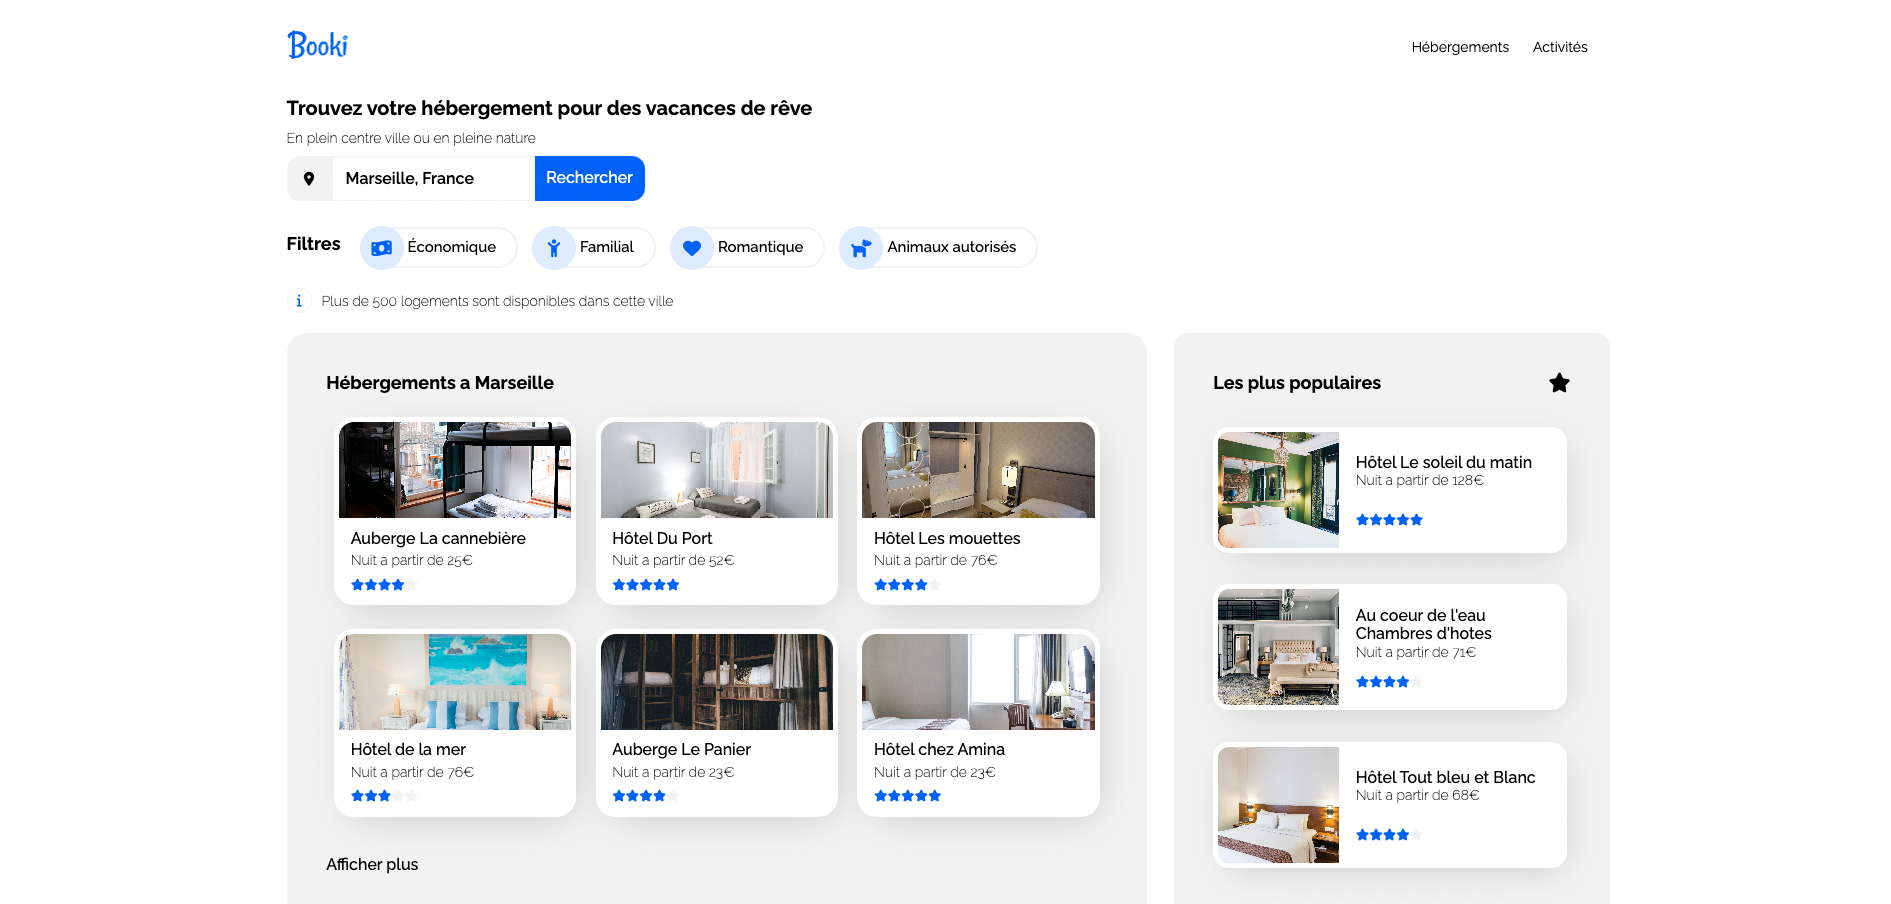 Booki
Hébergements
Activités
Trouvez votre hébergement pour des vacances de rêve
En plein centre ville ou en pleine nature
Marseille, France
Rechercher
Filtres
Économique
Familial
Romantique
Animaux autorisés
Plus de 500 logements sont disponibles dans cette ville
Hébergements a Marseille
Auberge La cannebière
Nuit a partir de 25€
Hôtel Du Port
Nuit a partir de 52€
Hôtel Les mouettes
Nuit a partir de 76€
Hôtel de la mer
Nuit a partir de 76€
Auberge Le Panier
Nuit a partir de 23€
Hôtel chez Amina
Nuit a partir de 23€
Afficher plus
Les plus populaires
Hôtel Le soleil du matin
Nuit a partir de 128€
Au coeur de l'eau
Chambres d'hotes
Nuit a partir de 71€
Hôtel Tout bleu et Blanc
Nuit a partir de 68€